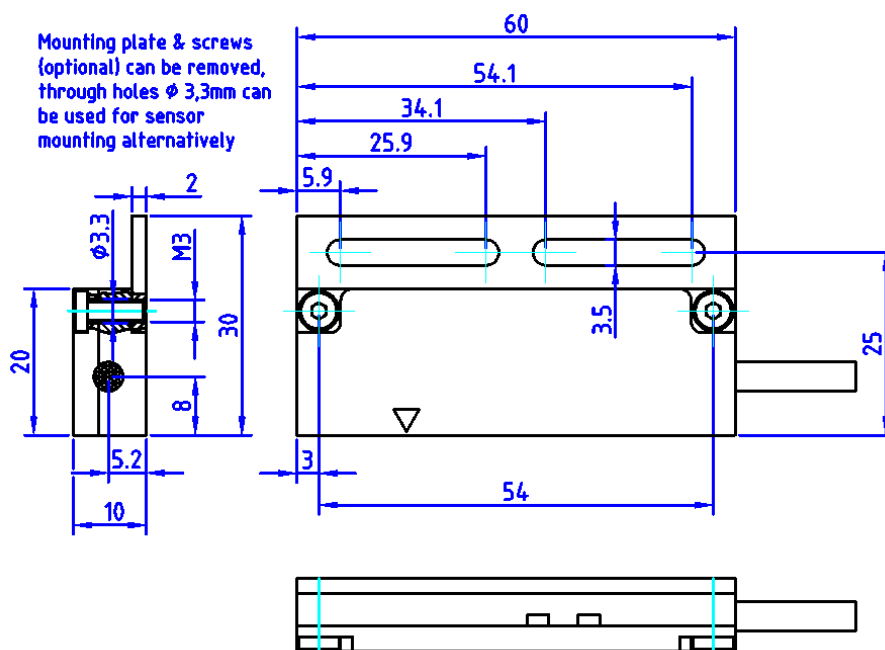 Mounting plate & screws
(optional) can be removed,
through holes ϕ 3,3mm can
be used for sensor
mounting alternatively
60
54.1
34.1
25.9
5.9
2
ϕ3.3
M3
30
20
8
5.2
10
3.5
25
3
54